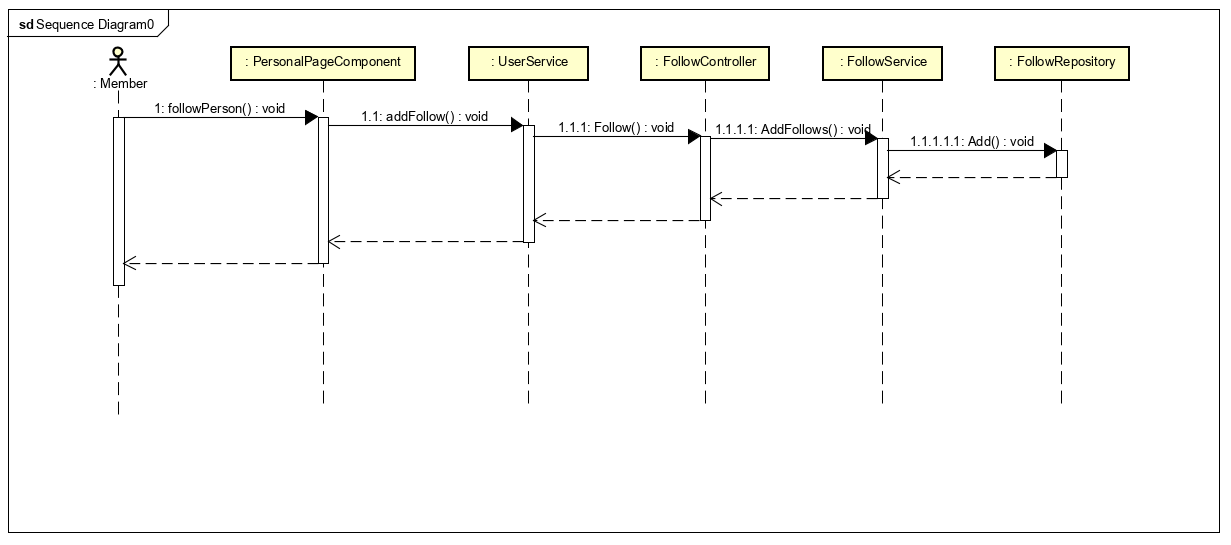 sd Sequence Diagram0
: Member
: PersonalPageComponent
: UserService
: FollowController
: FollowService
: FollowRepository
1: followPerson() : void
1.1: addFollow() : void
1.1.1: Follow() : void
1.1.1.1: AddFollows() : void
1.1.1.1.1: Add() : void